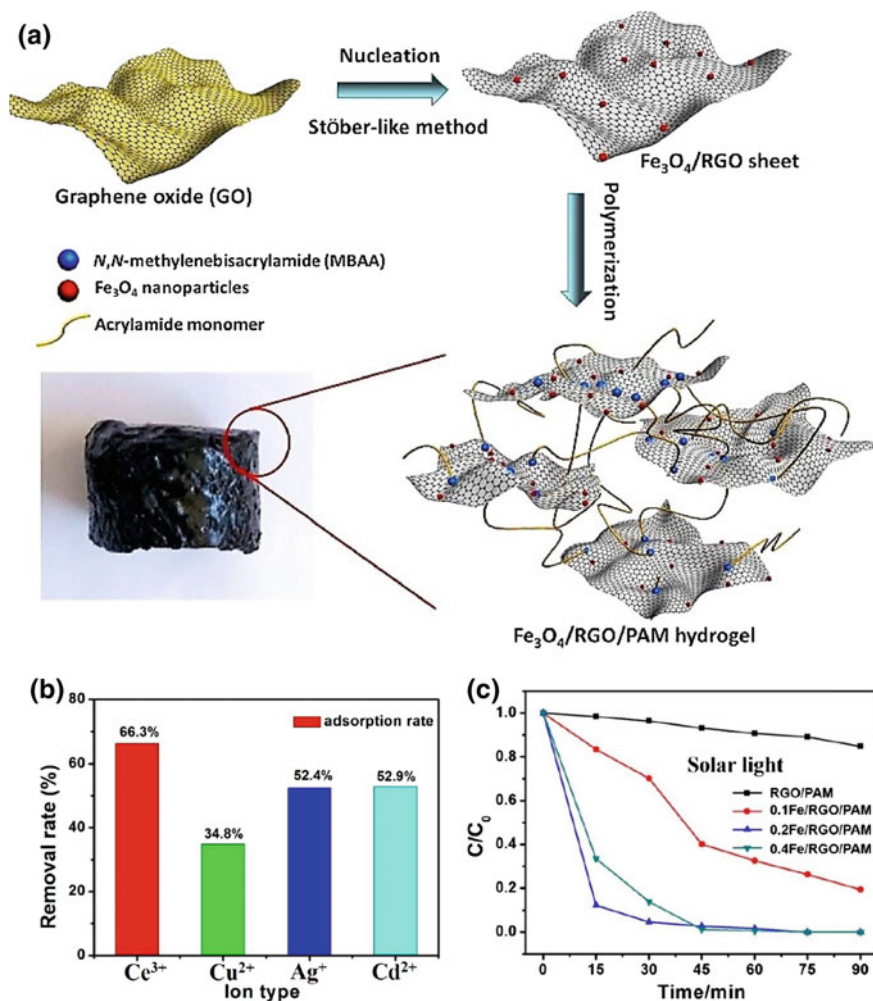 (a)
Nucleation
Stöber-like method
Graphene oxide (GO)
Fe₃O₄/RGO sheet
Polymerization
N,N-methylenebisacrylamide (MBAA)
Fe₃O₄ nanoparticles
Acrylamide monomer
Fe₃O₄/RGO/PAM hydrogel
(b)
80
60
40
20
0
Removal rate (%)
adsorption rate
66.3%
34.8%
52.4%
52.9%
Ce³⁺
Cu²⁺
Ag⁺
Cd²⁺
Ion type
(c)
1.0
0.8
0.6
0.4
0.2
0.0
C/C₀
Solar light
RGO/PAM
0.1Fe/RGO/PAM
0.2Fe/RGO/PAM
0.4Fe/RGO/PAM
0 15 30 45 60 75 90
Time/min